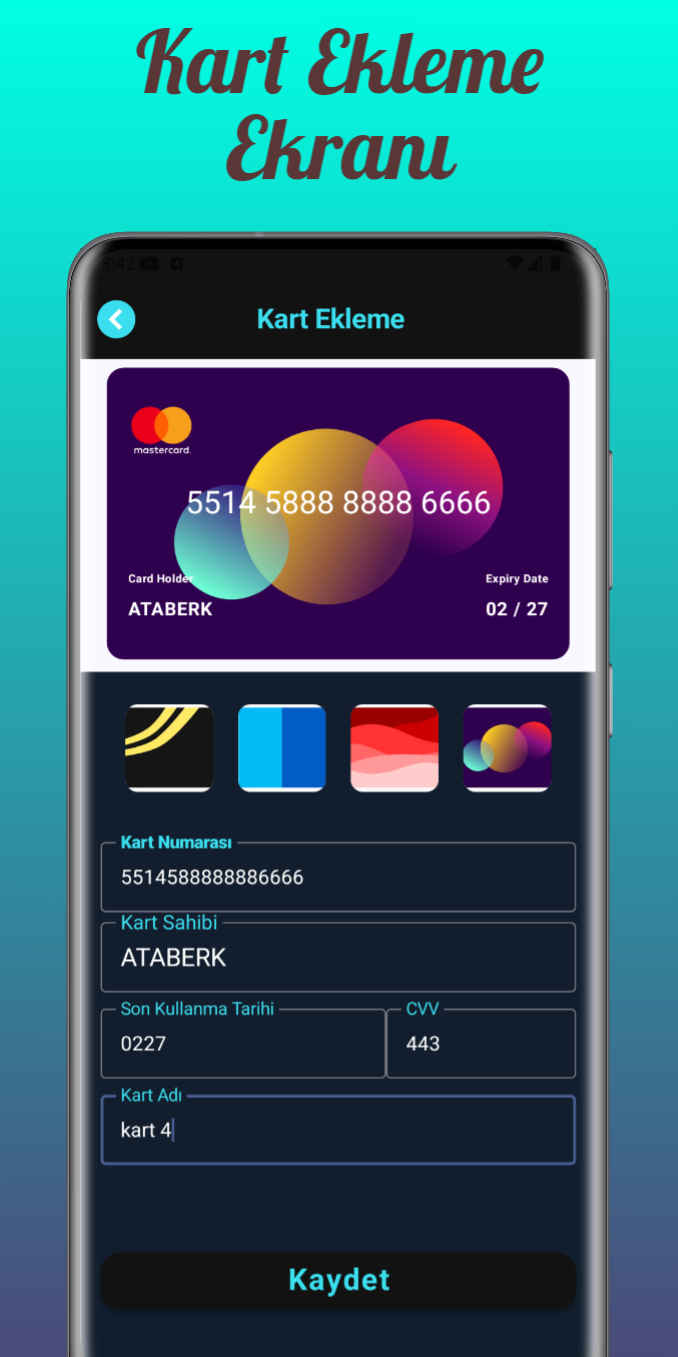 Kart Ekleme
Ekranı
8:42
Kart Ekleme
mastercard.
5514 5888 8888 6666
Card Holder
Expiry Date
ATABERK
02 / 27
Kart Numarası
5514588888886666
Kart Sahibi
ATABERK
Son Kullanma Tarihi
CVV
0227
443
Kart Adı
kart 4
Kaydet